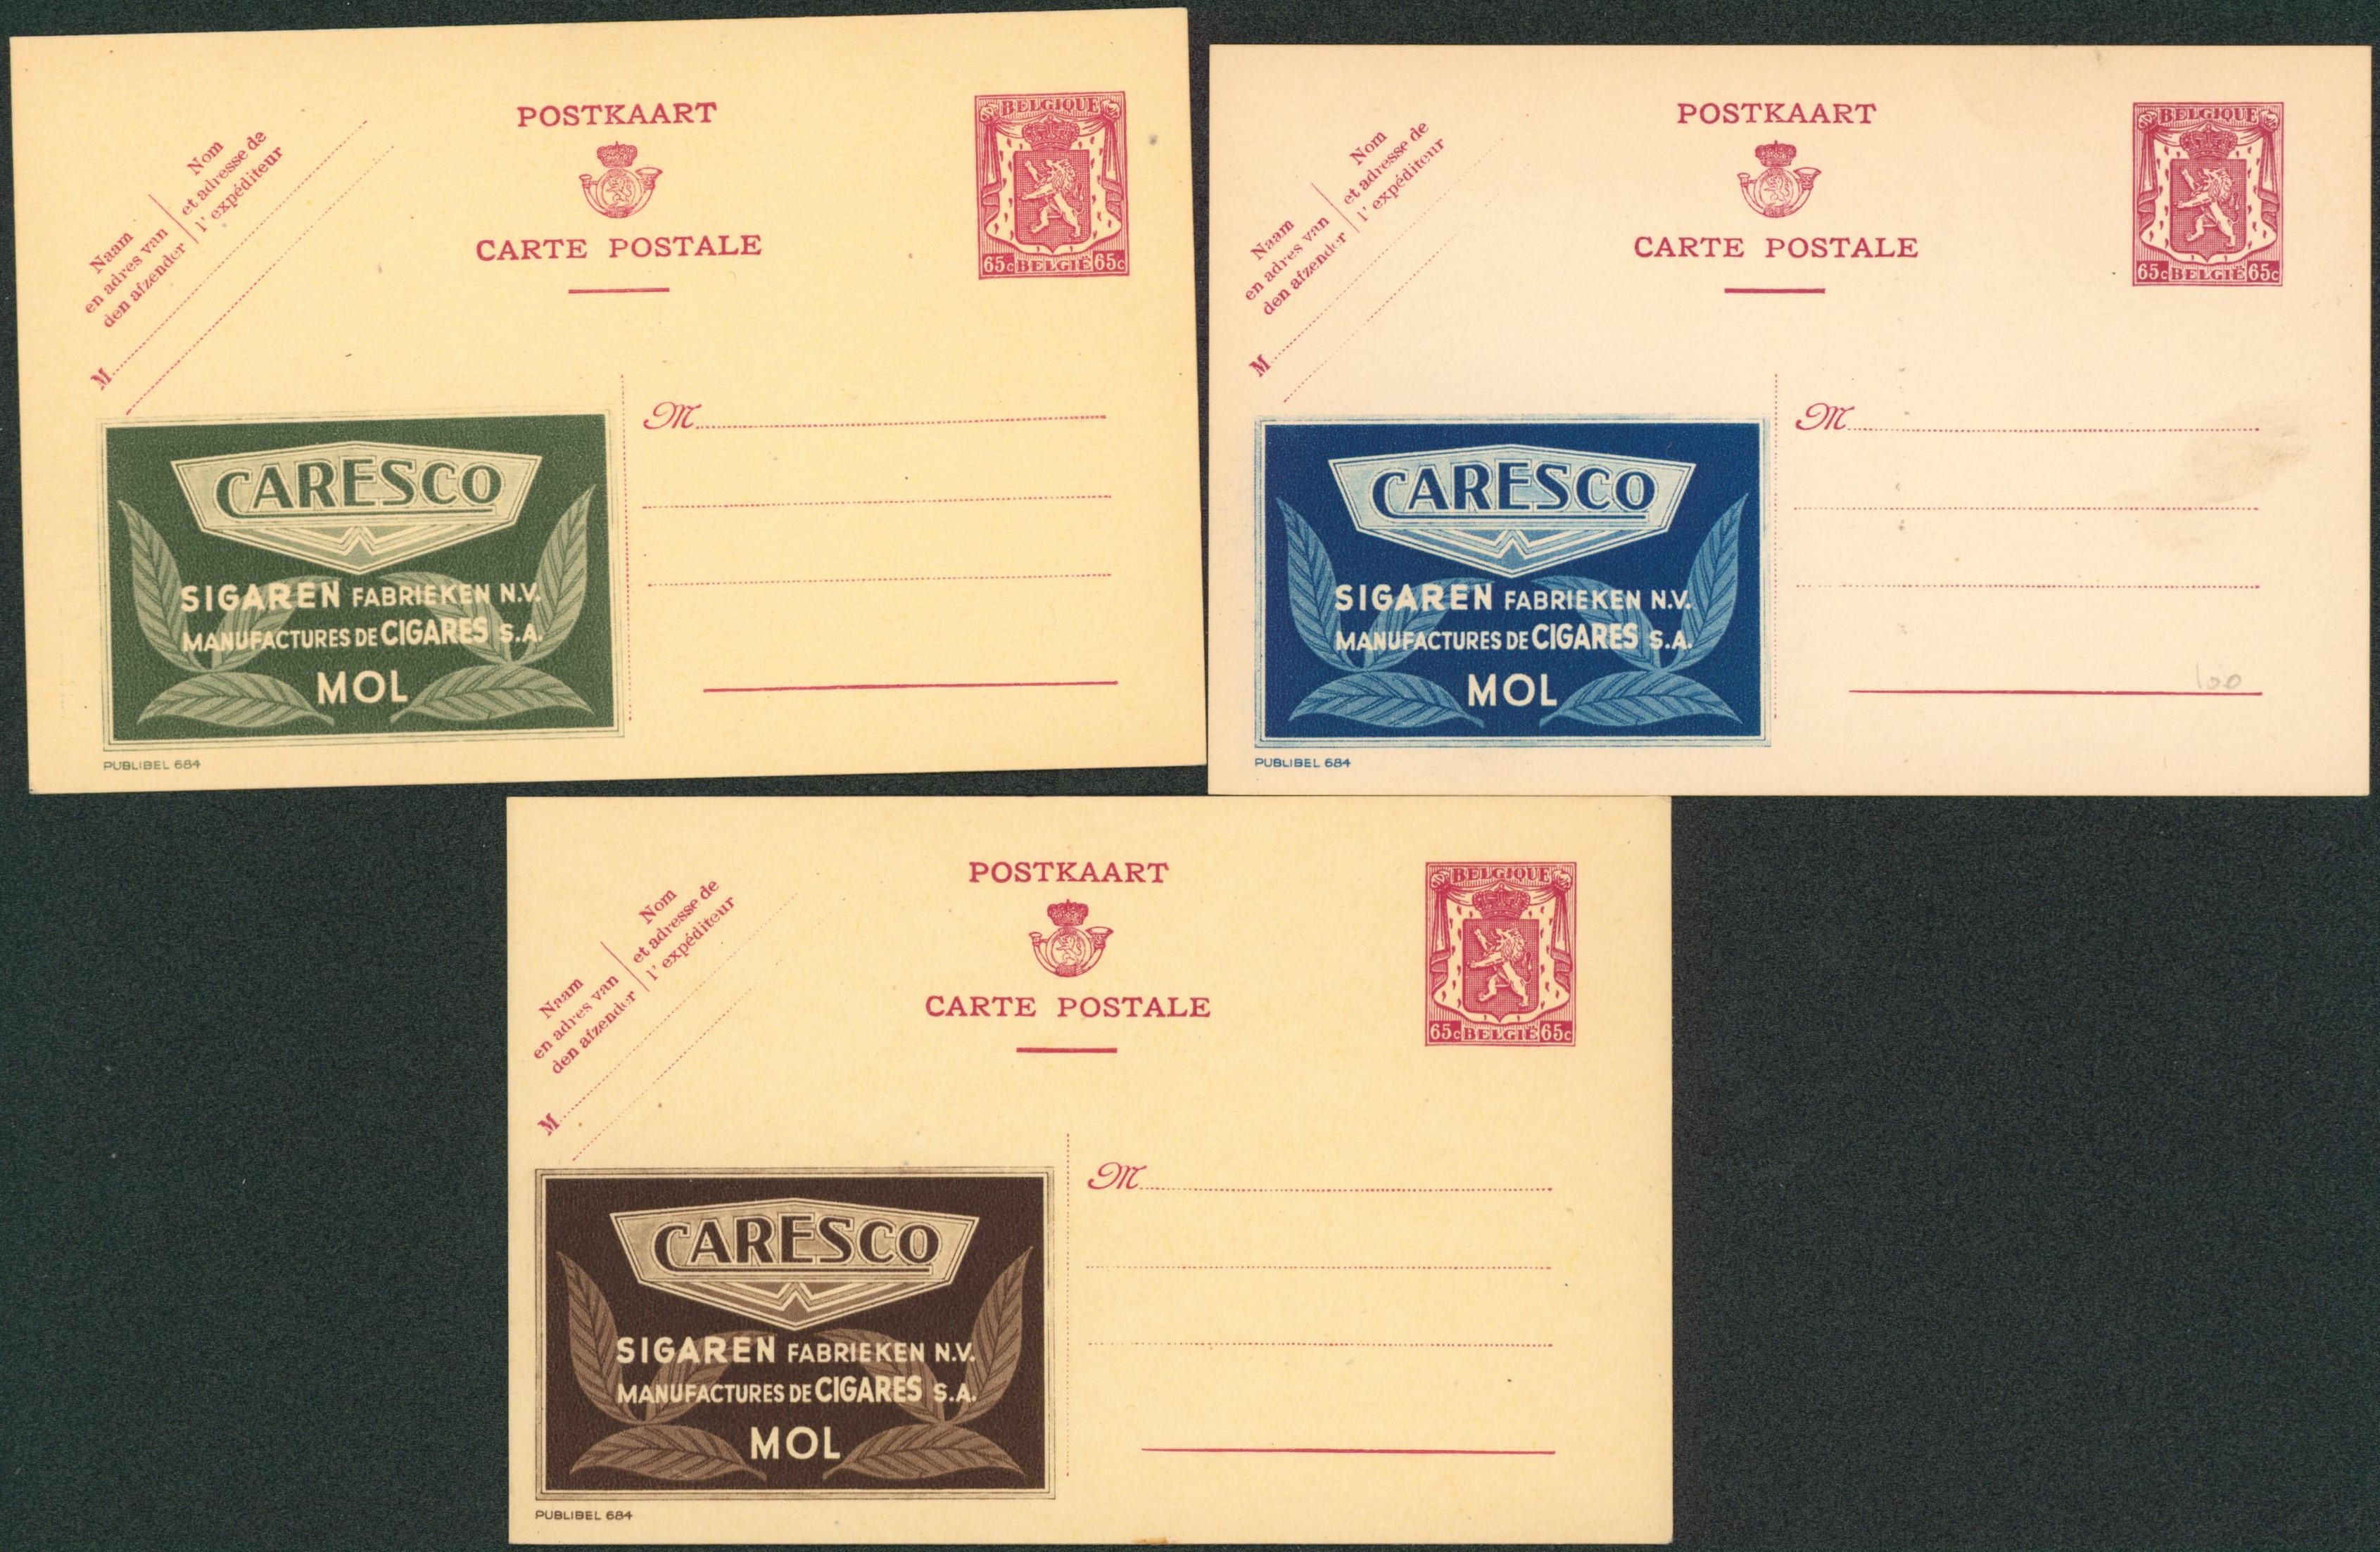 POSTKAART
CARTE POSTALE
BELGIQUE
65c BELGIË 65c
Nom
et adresse de
l' expéditeur
Naam
en adres van
den afzender
M
M
CARESCO
SIGAREN FABRIEKEN N.V.
MANUFACTURES DE CIGARES S.A.
MOL
PUBLIBEL 684
POSTKAART
CARTE POSTALE
BELGIQUE
65c BELGIË 65c
Nom
et adresse de
l' expéditeur
Naam
en adres van
den afzender
M
M
100
CARESCO
SIGAREN FABRIEKEN N.V.
MANUFACTURES DE CIGARES S.A.
MOL
PUBLIBEL 684
POSTKAART
CARTE POSTALE
BELGIQUE
65c BELGIË 65c
Nom
et adresse de
l' expéditeur
Naam
en adres van
den afzender
M
M
CARESCO
SIGAREN FABRIEKEN N.V.
MANUFACTURES DE CIGARES S.A.
MOL
PUBLIBEL 684